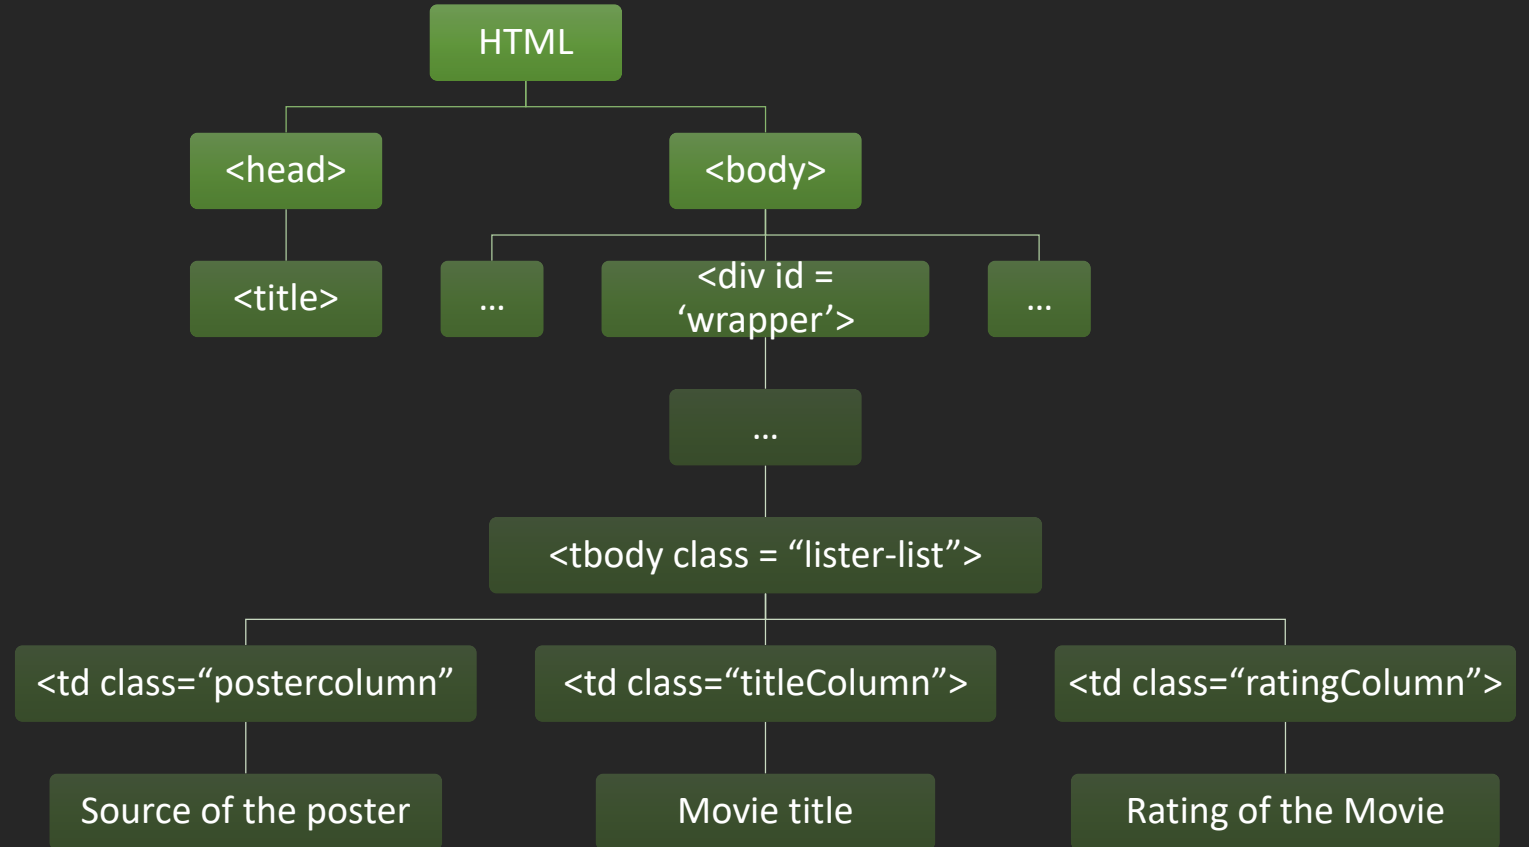 HTML
<head>
<body>
<title>
...
<div id =
‘wrapper’>
...
...
<tbody class = “lister-list”>
<td class=“postercolumn”
<td class=“titleColumn”>
<td class=“ratingColumn”>
Source of the poster
Movie title
Rating of the Movie